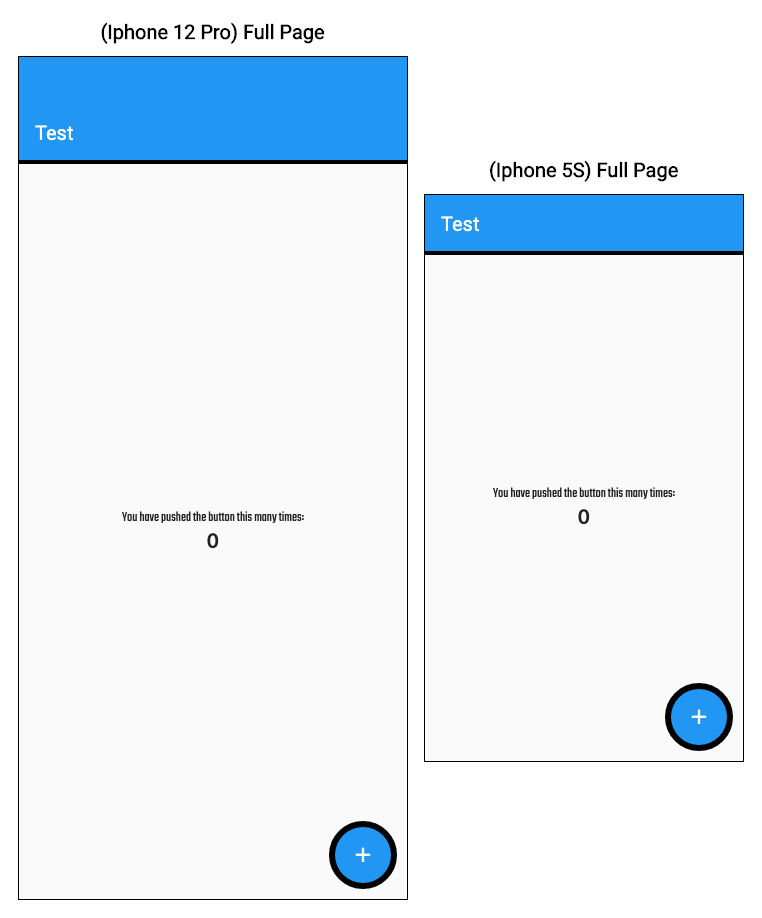 (Iphone 12 Pro) Full Page
Test
You have pushed the button this many times:
0
+
(Iphone 5S) Full Page
Test
You have pushed the button this many times:
0
+